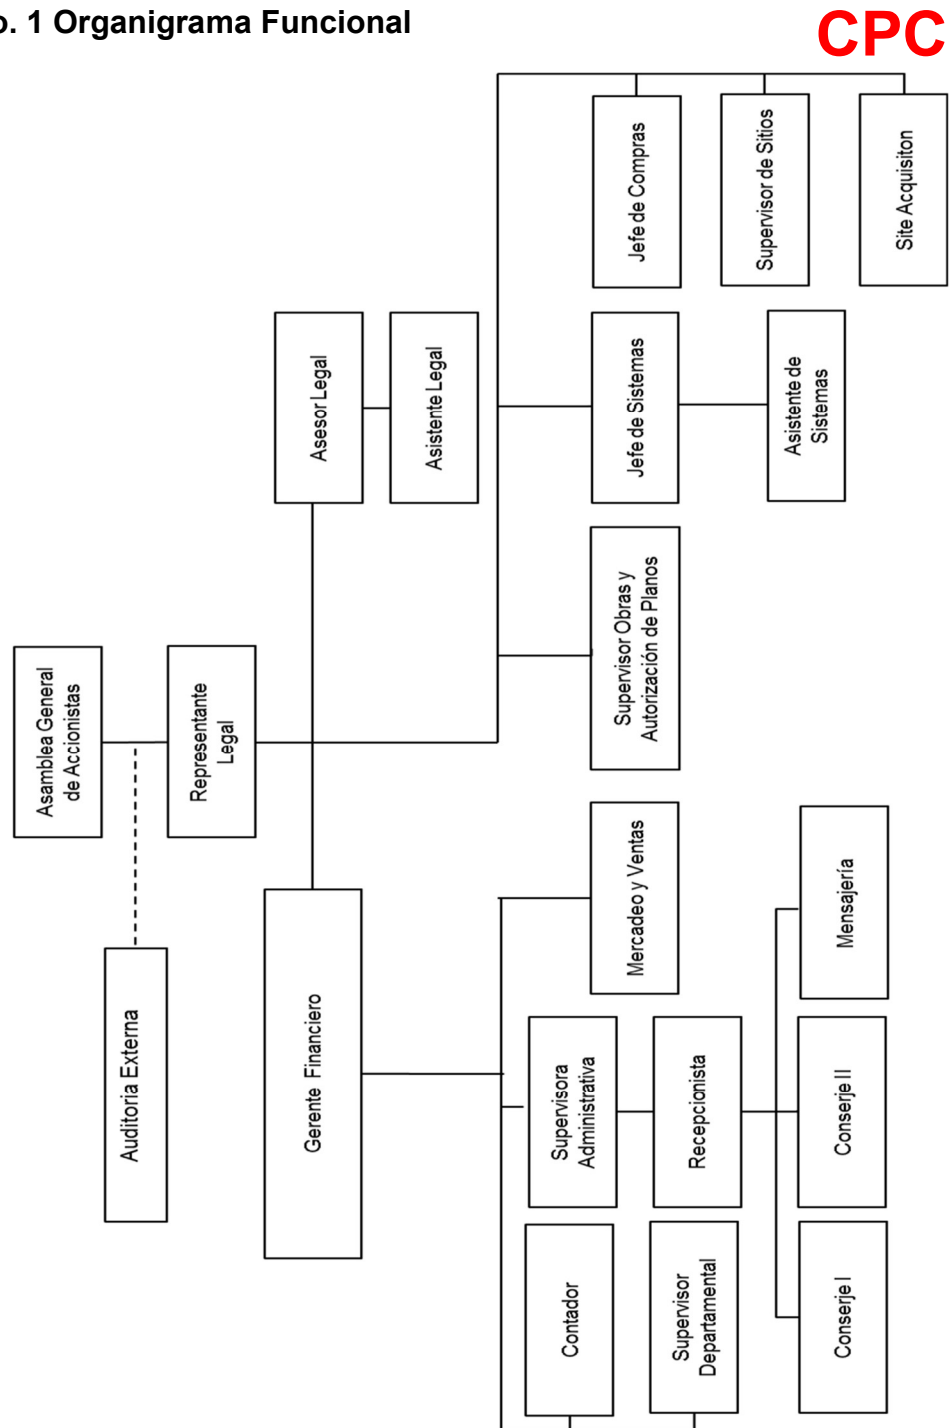 o. 1 Organigrama Funcional
CPC
Asamblea General
de Accionistas
Auditoria Externa
Representante
Legal
Gerente Financiero
Asesor Legal
Asistente Legal
Contador
Supervisor
Departamental
Supervisora
Administrativa
Recepcionista
Conserje I
Conserje II
Mensajería
Mercadeo y Ventas
Supervisor Obras y
Autorización de Planos
Jefe de Sistemas
Asistente de
Sistemas
Jefe de Compras
Supervisor de Sitios
Site Acquisiton